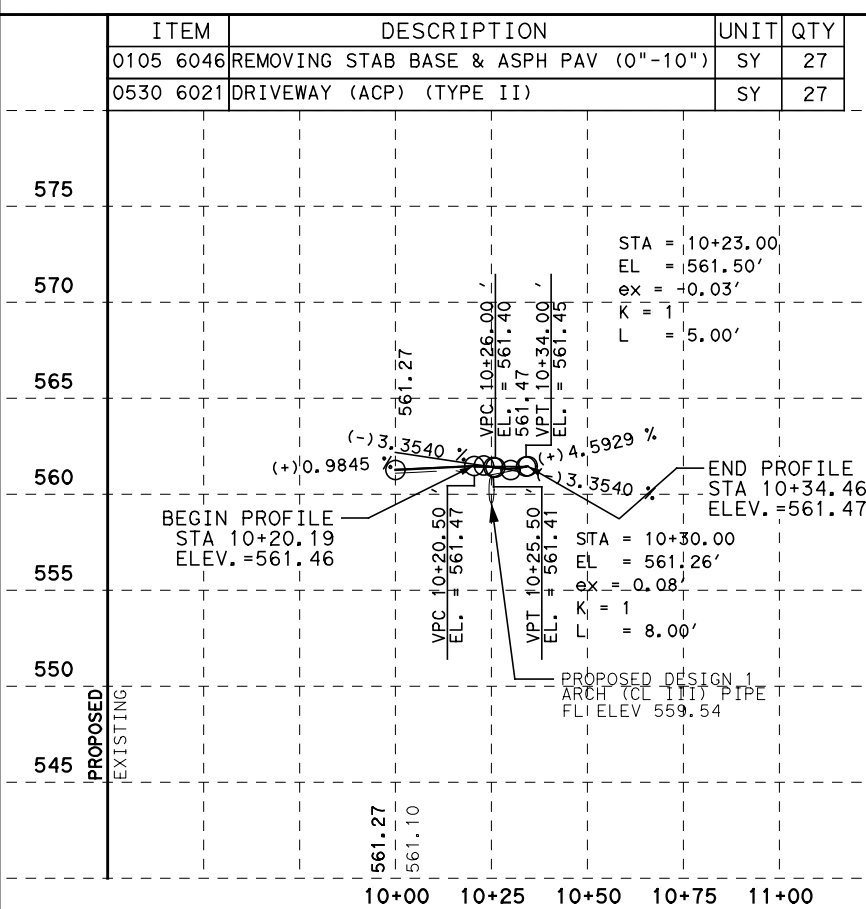 ITEM DESCRIPTION UNIT QTY
0105 6046 REMOVING STAB BASE & ASPH PAV (0"-10") SY 27
0530 6021 DRIVEWAY (ACP) (TYPE II) SY 27
575
570
565
560
555
550
545
STA = 10+23.00
EL = 561.50'
ex = -0.03'
K = 1
L = 5.00'
561.27
VPC 10+26.00 '
EL. = 561.40
561.47
VPT 10+34.00 '
EL. = 561.45
(-)3.3540 %
(+)0.9845 %
(+)4.5929 %
(-)3.3540 %
END PROFILE
STA 10+34.46
ELEV.=561.47
BEGIN PROFILE
STA 10+20.19
ELEV.=561.46
VPC 10+20.50 '
EL. = 561.47
VPT 10+25.50 '
EL. = 561.41
STA = 10+30.00
EL = 561.26'
ex = 0.08'
K = 1
L = 8.00'
PROPOSED DESIGN 1
ARCH (CL III) PIPE
FL ELEV 559.54
PROPOSED
EXISTING
561.27
561.10
10+00 10+25 10+50 10+75 11+00